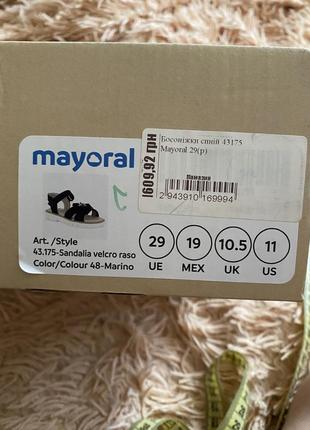 mayoral
Art. /Style
43.175-Sandalia velcro raso
Color/Colour 48-Marino
29
UE
19
MEX
10.5
UK
11
US
1609,92 грн
Босоніжки синій 43175
Mayoral 29(р)
2 943910 169994